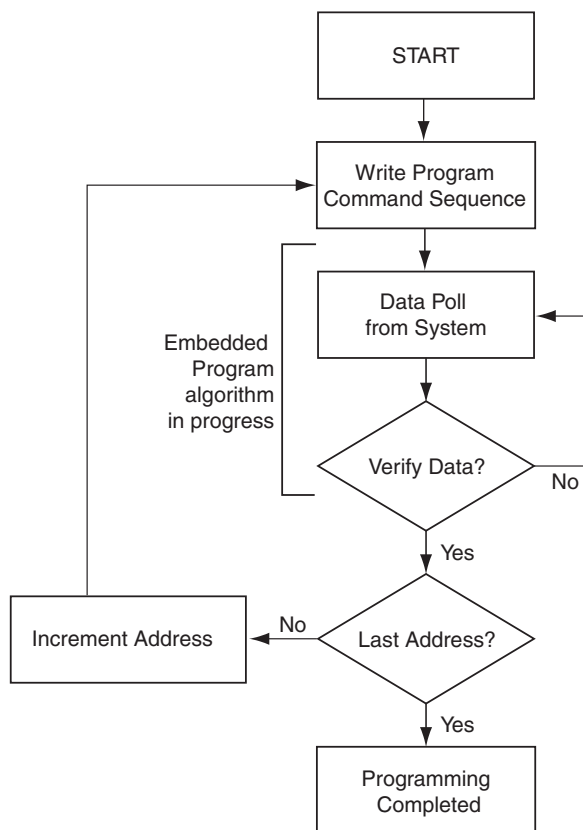 START
Write Program
Command Sequence
Data Poll
from System
Embedded
Program
algorithm
in progress
Verify Data?
No
Yes
Increment Address
No
Last Address?
Yes
Programming
Completed